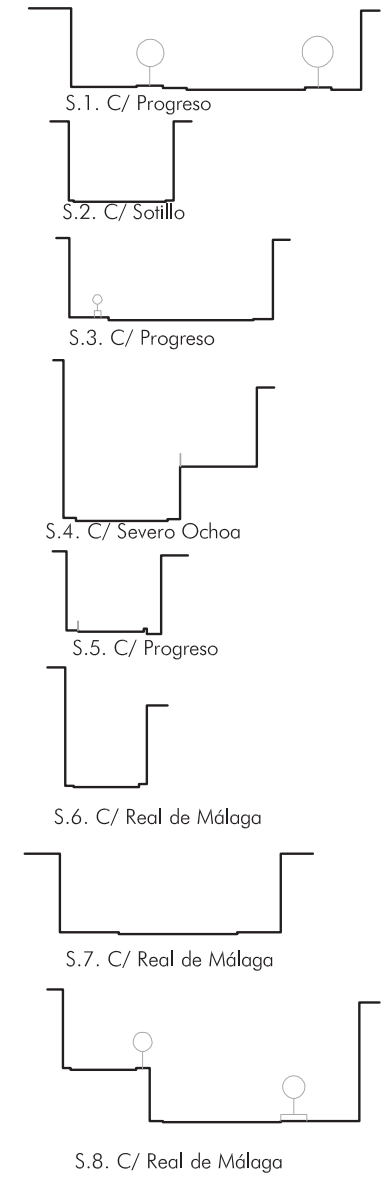 S.1. C/ Progreso
S.2. C/ Sotillo
S.3. C/ Progreso
S.4. C/ Severo Ochoa
S.5. C/ Progreso
S.6. C/ Real de Málaga
S.7. C/ Real de Málaga
S.8. C/ Real de Málaga